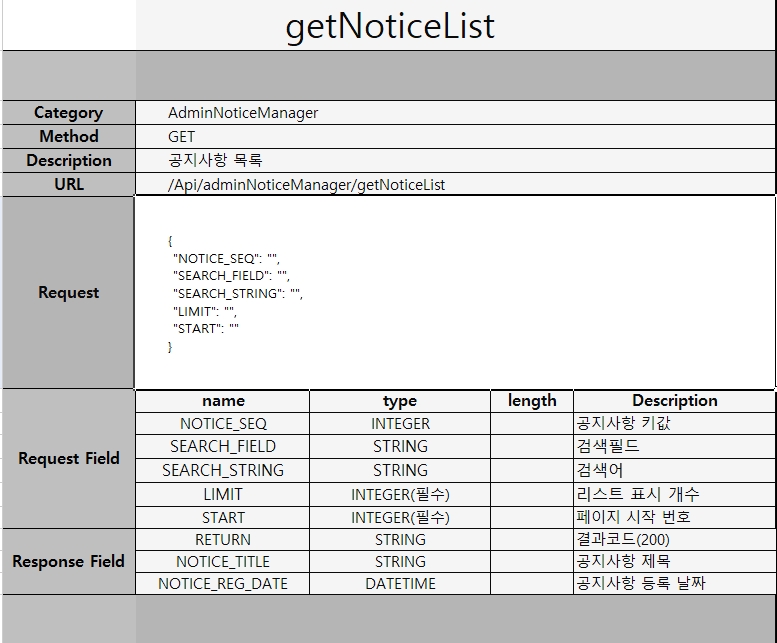 getNoticeList
Category AdminNoticeManager
Method GET
Description 공지사항 목록
URL /Api/adminNoticeManager/getNoticeList
Request
{
"NOTICE_SEQ": "",
"SEARCH_FIELD": "",
"SEARCH_STRING": "",
"LIMIT": "",
"START": ""
}
name type length Description
Request Field
NOTICE_SEQ INTEGER 공지사항 키값
SEARCH_FIELD STRING 검색필드
SEARCH_STRING STRING 검색어
LIMIT INTEGER(필수) 리스트 표시 개수
START INTEGER(필수) 페이지 시작 번호
Response Field
RETURN STRING 결과코드(200)
NOTICE_TITLE STRING 공지사항 제목
NOTICE_REG_DATE DATETIME 공지사항 등록 날짜